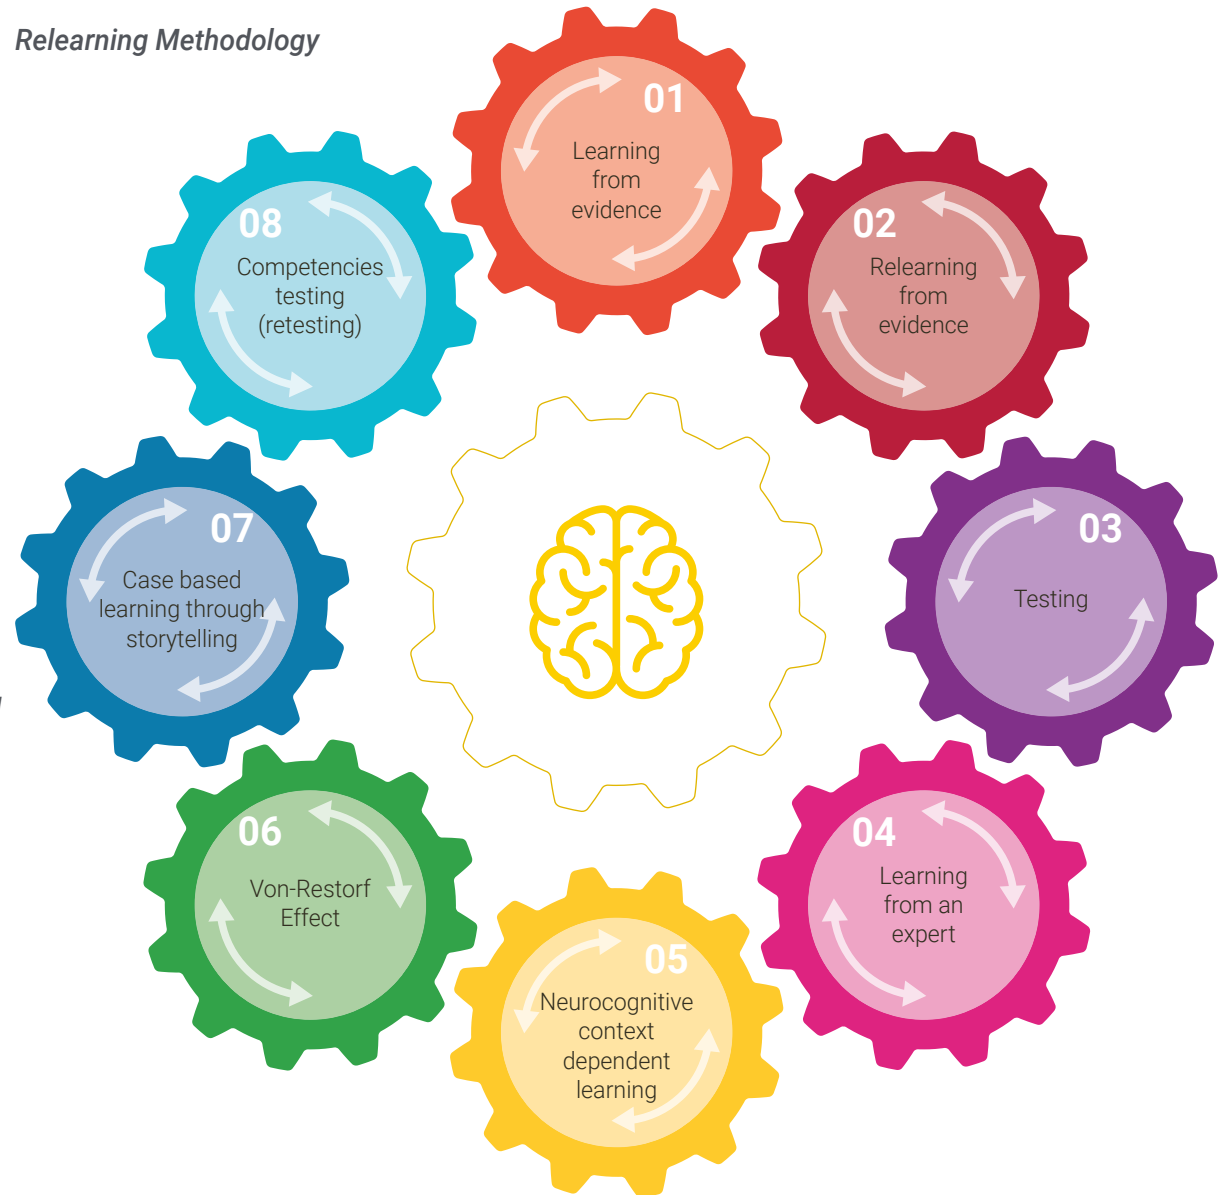 Relearning Methodology
01
Learning
from
evidence
02
Relearning
from
evidence
03
Testing
04
Learning
from an
expert
05
Neurocognitive
context
dependent
learning
06
Von-Restorf
Effect
07
Case based
learning through
storytelling
08
Competencies
testing
(retesting)